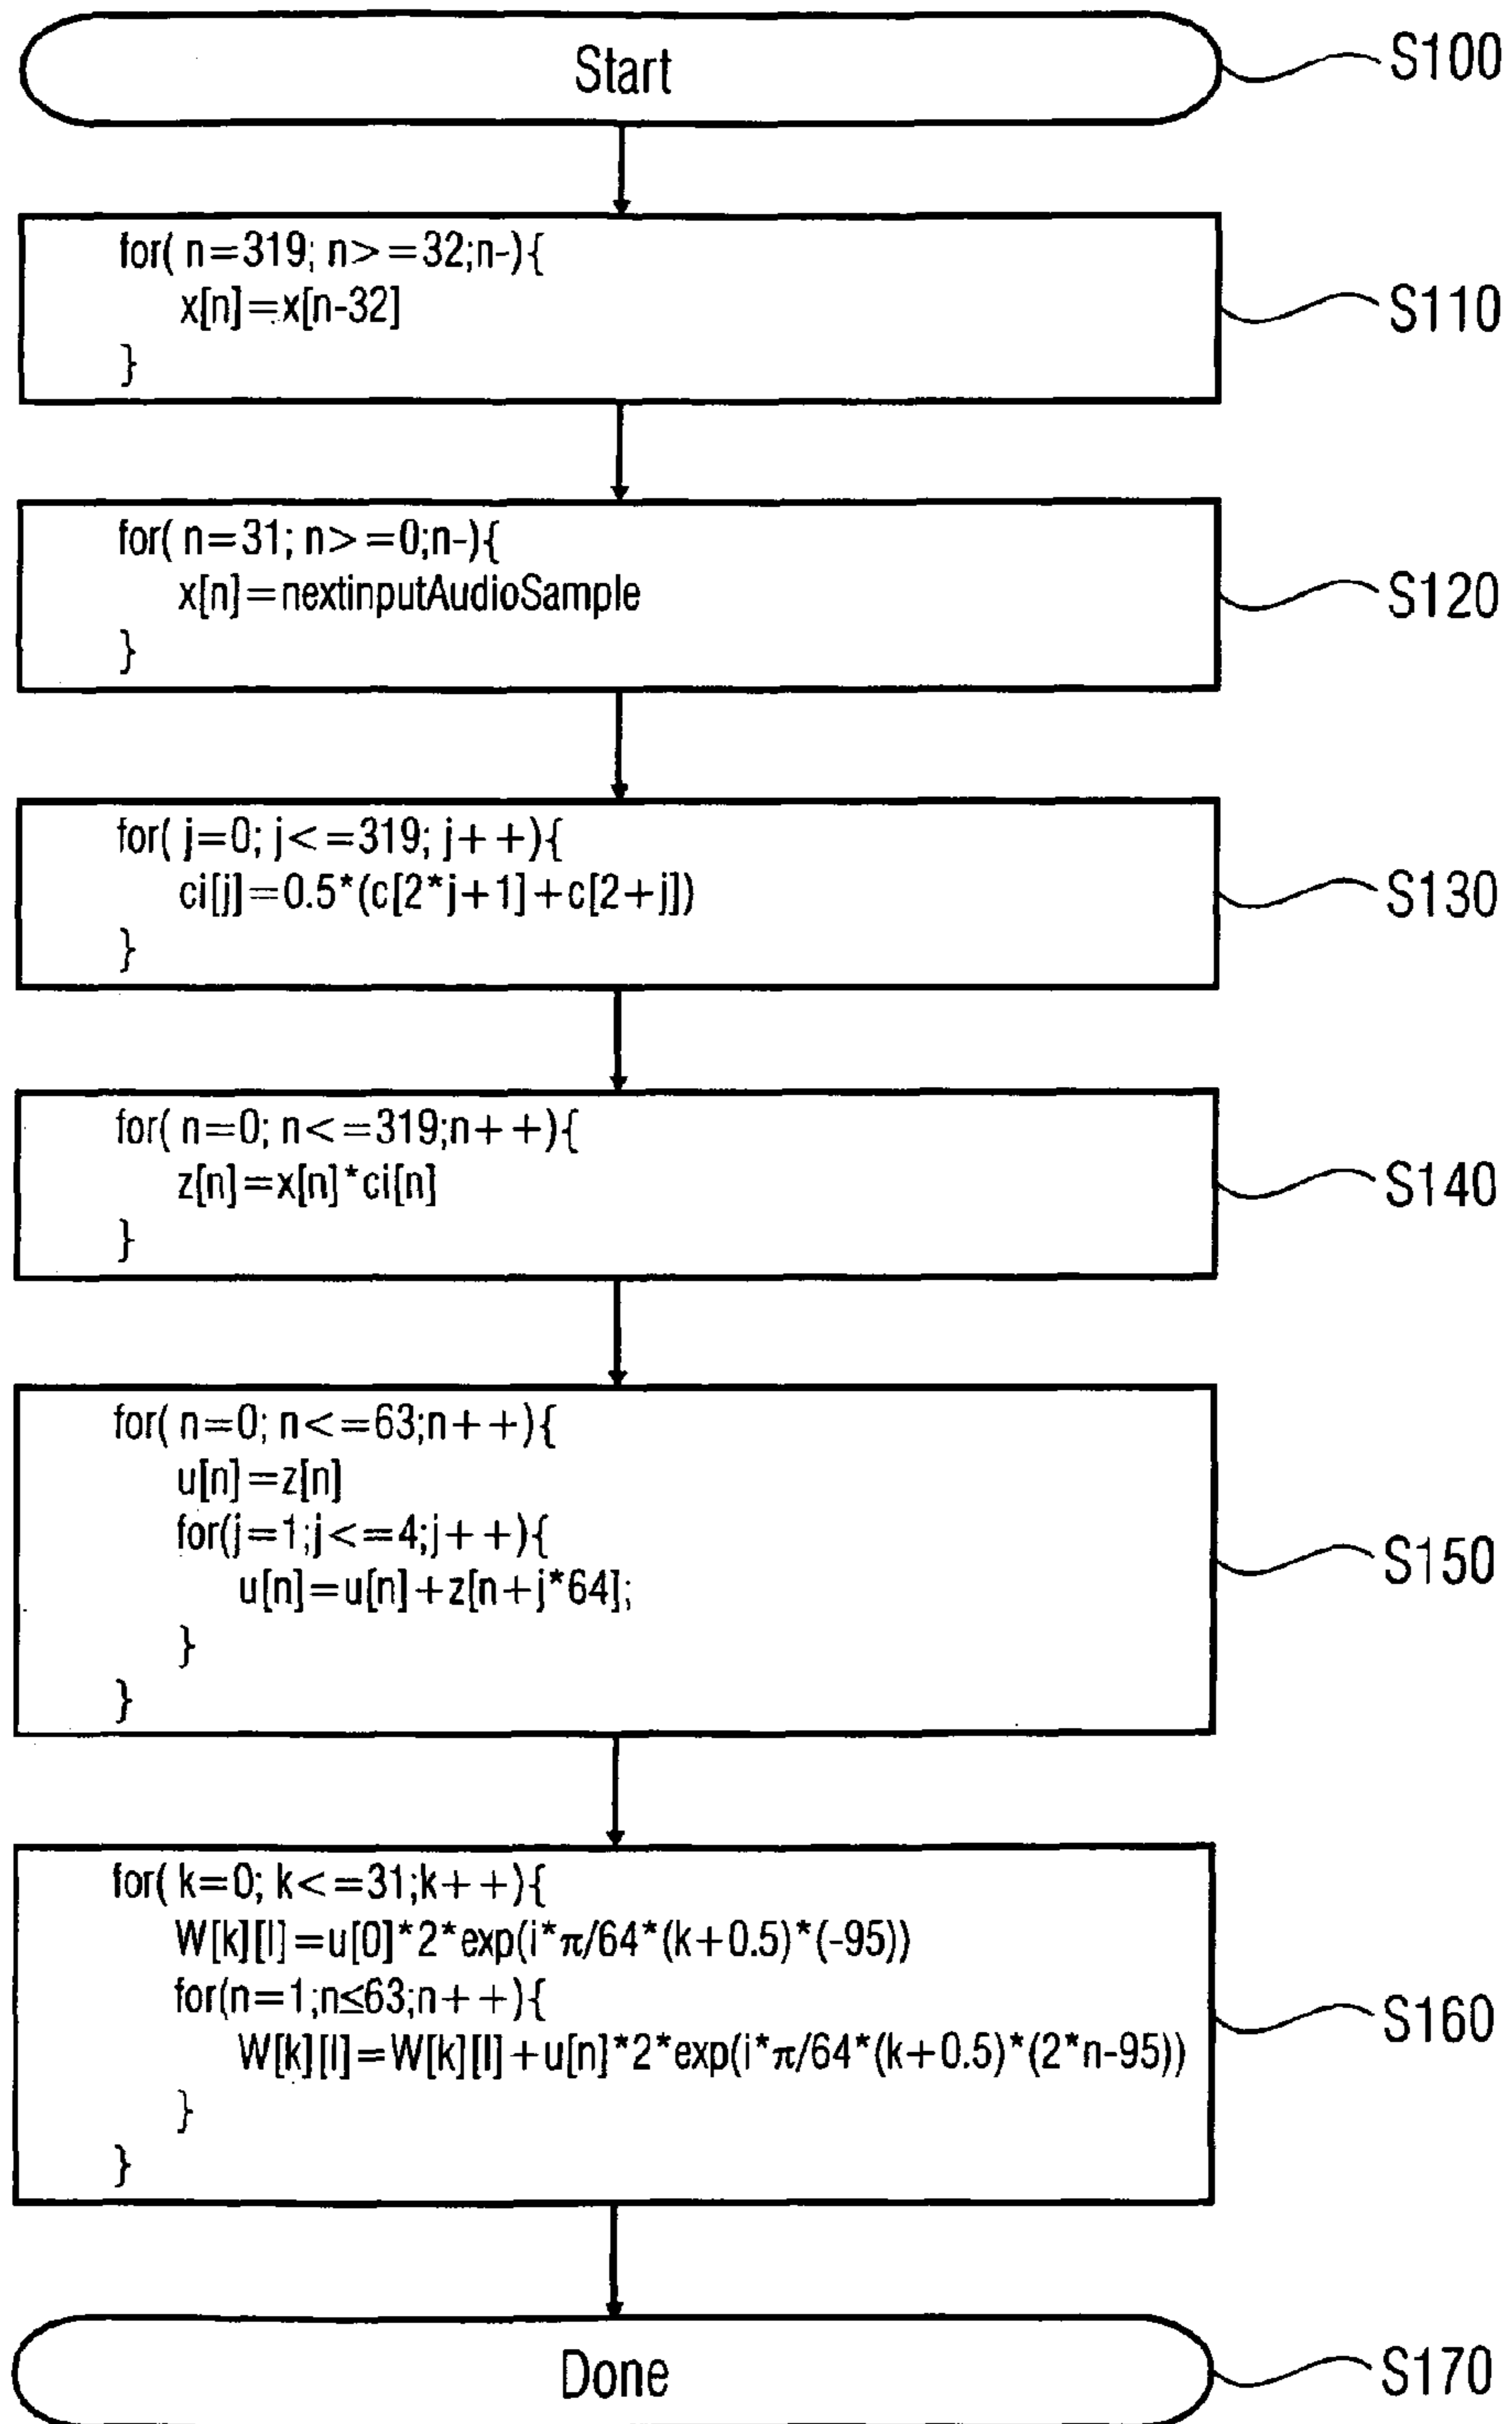 Start
S100
for( n=319; n>=32;n-){
x[n]=x[n-32]
}
S110
for( n=31; n>=0;n-){
x[n]=nextinputAudioSample
}
S120
for( j=0; j<=319; j++){
ci[j]=0.5*(c[2*j+1]+c[2+j])
}
S130
for( n=0; n<=319;n++){
z[n]=x[n]*ci[n]
}
S140
for( n=0; n<=63;n++){
u[n]=z[n]
for(j=1;j<=4;j++){
u[n]=u[n]+z[n+j*64];
}
}
S150
for( k=0; k<=31;k++){
W[k][l]=u[0]*2*exp(i*π/64*(k+0.5)*(-95))
for(n=1;n≤63;n++){
W[k][l]=W[k][l]+u[n]*2*exp(i*π/64*(k+0.5)*(2*n-95))
}
}
S160
Done
S170